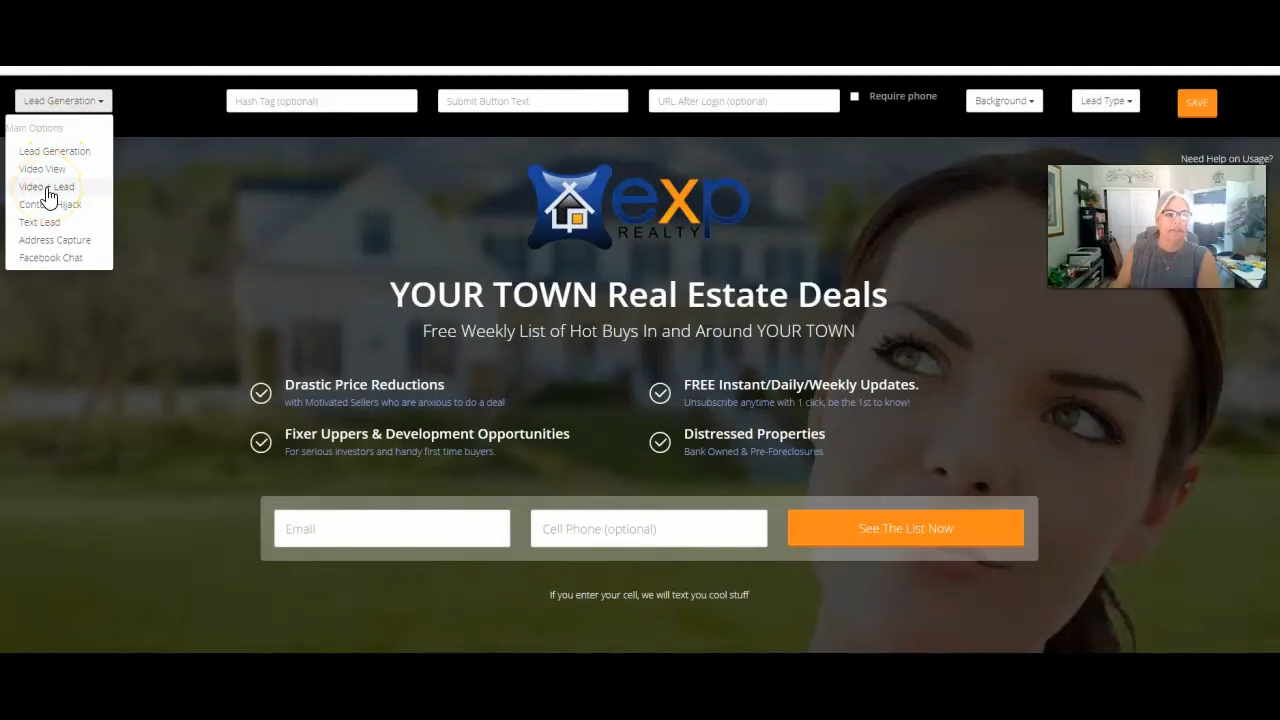 Lead Generation
Hash Tag (optional)
Submit Button Text
URL After Login (optional)
Require phone
Background
Lead Type
SAVE
Main Options
Lead Generation
Video View
Video + Lead
Hijack
Text Lead
Address Capture
Facebook Chat
Need Help on Usage?
exp
REALTY
YOUR TOWN Real Estate Deals
Free Weekly List of Hot Buys In and Around YOUR TOWN
Drastic Price Reductions
with Motivated Sellers who are anxious to do a deal
FREE Instant/Daily/Weekly Updates.
Unsubscribe anytime with 1 click, be the 1st to know!
Fixer Uppers & Development Opportunities
For serious investors and handy first time buyers.
Distressed Properties
Bank Owned & Pre-Foreclosures
Email
Cell Phone (optional)
See The List Now
If you enter your cell, we will text you cool stuff